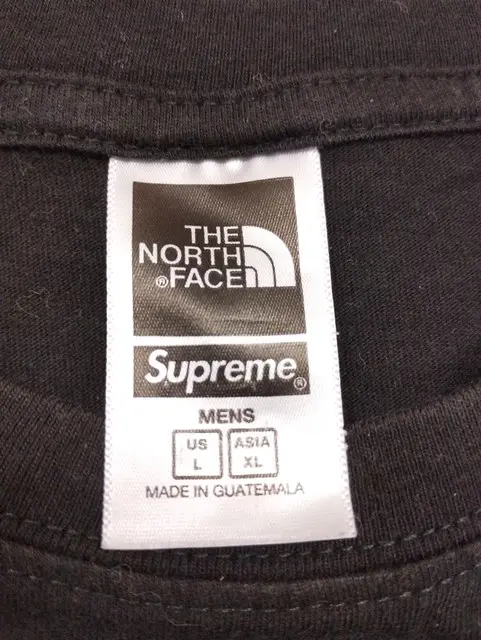 THE
NORTH
®FACE
Supreme®
MENS
US ASIA
L XL
MADE IN GUATEMALA